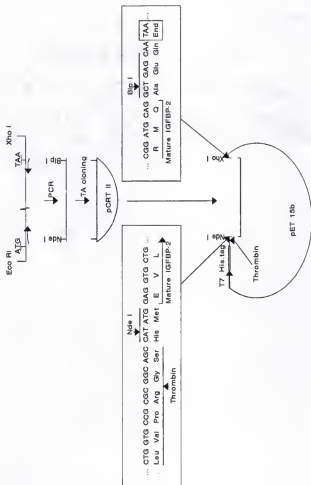 Eco RI
Xho I
ATG
TAA
PCR
Nde I
Blp I
TA cloning
pCRT II
Nde I
... CTG GTG CCG CGC GGC AGC CAT ATG GAG GTG CTG ...
Leu Val Pro Arg Gly Ser His Met E V L
Thrombin
Mature IGFBP-2
Blp I
... CGG ATG CAG GCT GAG CAA TAA ...
R M Q Ala Glu Gln End
Mature IGFBP-2
Nde I
Xho I
T7 His tag
Thrombin
pET 15b